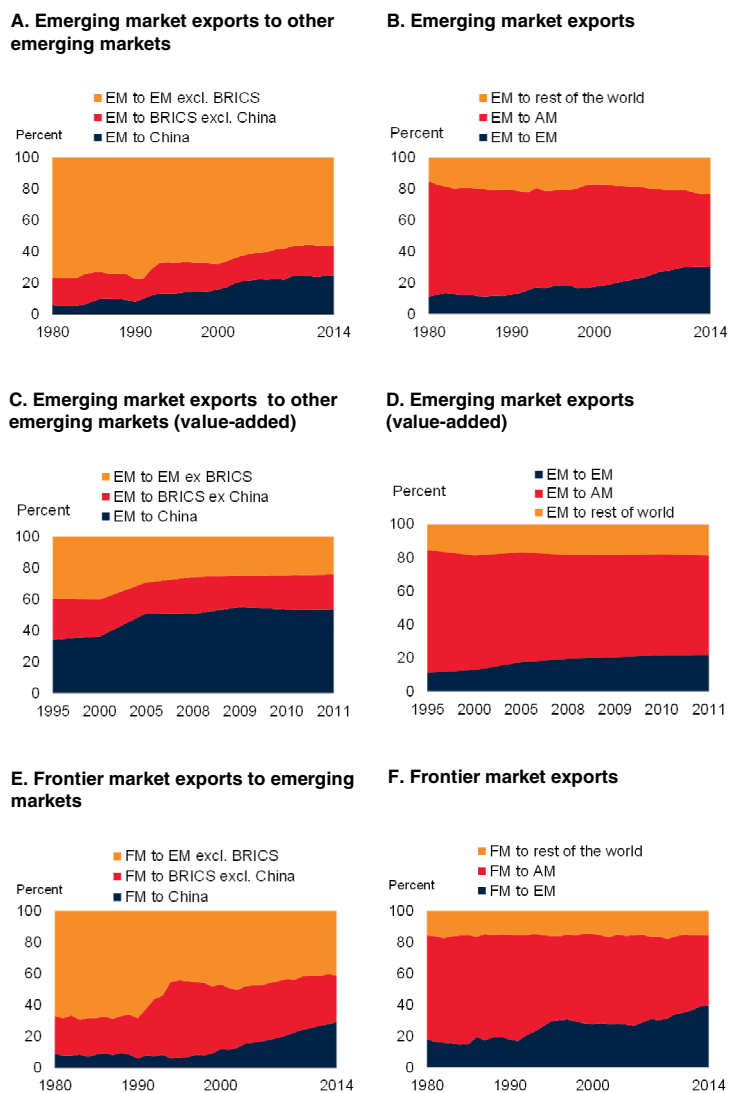 A. Emerging market exports to other
emerging markets
EM to EM excl. BRICS
EM to BRICS excl. China
EM to China
Percent
100
80
60
40
20
0
1980 1990 2000 2014
B. Emerging market exports
EM to rest of the world
EM to AM
EM to EM
Percent
100
80
60
40
20
0
1980 1990 2000 2014
C. Emerging market exports to other
emerging markets (value-added)
EM to EM ex BRICS
EM to BRICS ex China
EM to China
Percent
100
80
60
40
20
0
1995 2000 2005 2008 2009 2010 2011
D. Emerging market exports
(value-added)
EM to EM
EM to AM
EM to rest of world
Percent
100
80
60
40
20
0
1995 2000 2005 2008 2009 2010 2011
E. Frontier market exports to emerging
markets
FM to EM excl. BRICS
FM to BRICS excl. China
FM to China
Percent
100
80
60
40
20
0
1980 1990 2000 2014
F. Frontier market exports
FM to rest of the world
FM to AM
FM to EM
Percent
100
80
60
40
20
0
1980 1990 2000 2014